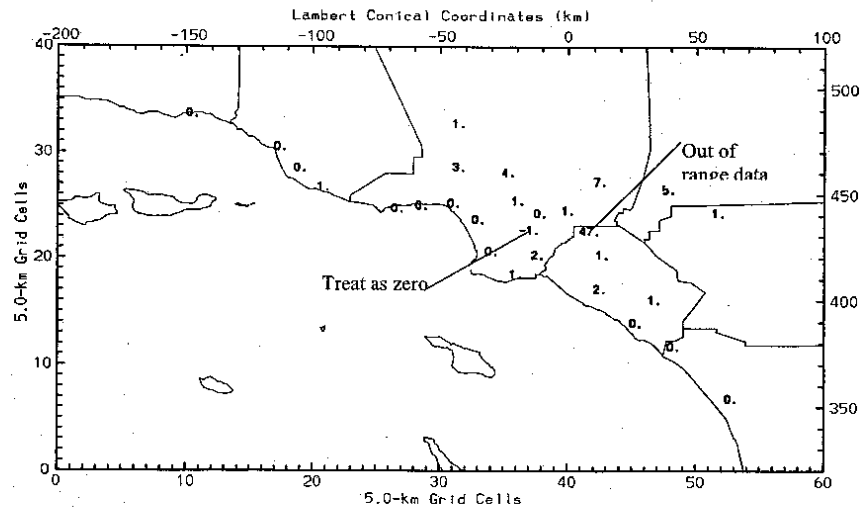 Lambert Conical Coordinates (km)
-200 -150 -100 -50 0 50 100
40
500
0.
1.
0.
30
0. 3. 4.
Out of
7. range data
1. 5.
450
0. 0. 0. 1. 0. 1. 1.
0. -1. 47.
20 0. 2. 1.
Treat as zero 1.
2. 1.
400
0.
0.
10
0.
350
0
0 10 20 30 40 50 60
5.0-km Grid Cells
5.0-km Grid Cells